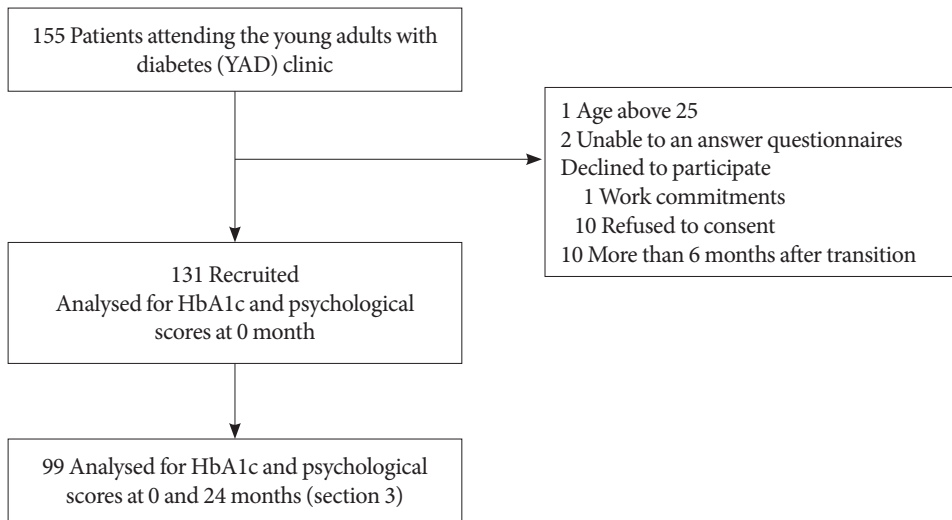 155 Patients attending the young adults with
diabetes (YAD) clinic
1 Age above 25
2 Unable to an answer questionnaires
Declined to participate
1 Work commitments
10 Refused to consent
10 More than 6 months after transition
131 Recruited
Analysed for HbA1c and psychological
scores at 0 month
99 Analysed for HbA1c and psychological
scores at 0 and 24 months (section 3)